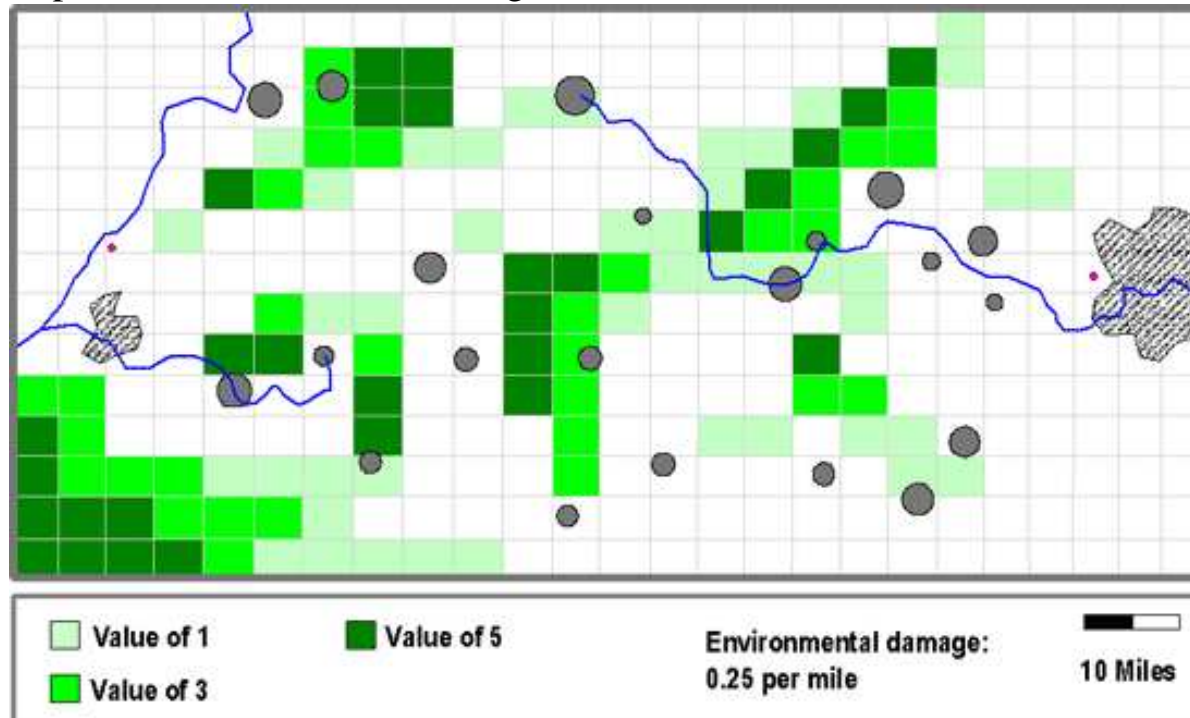 Value of 1
Value of 5
Value of 3
Environmental damage:
0.25 per mile
10 Miles